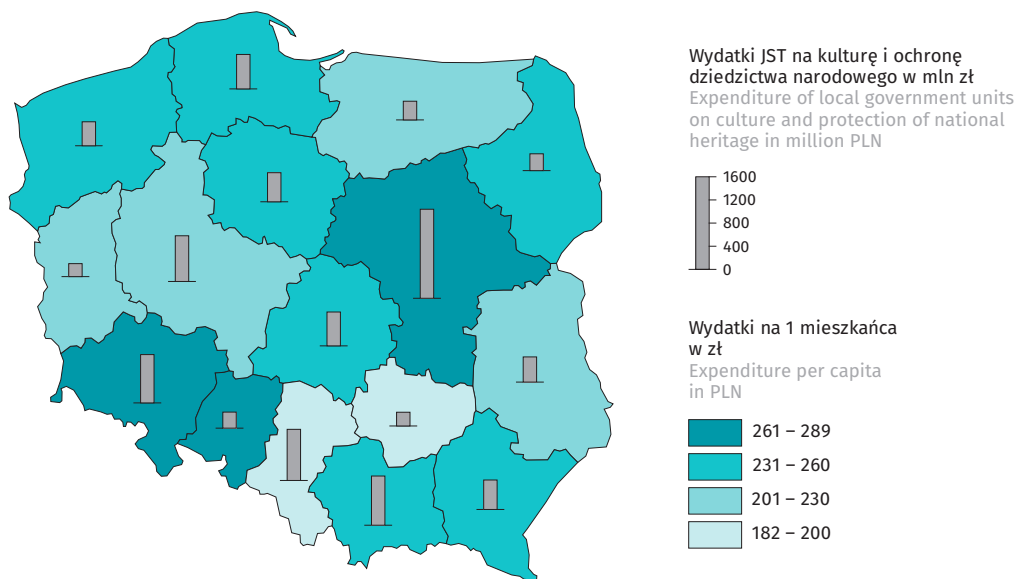 Wydatki JST na kulturę i ochronę
dziedzictwa narodowego w mln zł
Expenditure of local government units
on culture and protection of national
heritage in million PLN
1600
1200
800
400
0
Wydatki na 1 mieszkańca
w zł
Expenditure per capita
in PLN
261 – 289
231 – 260
201 – 230
182 – 200